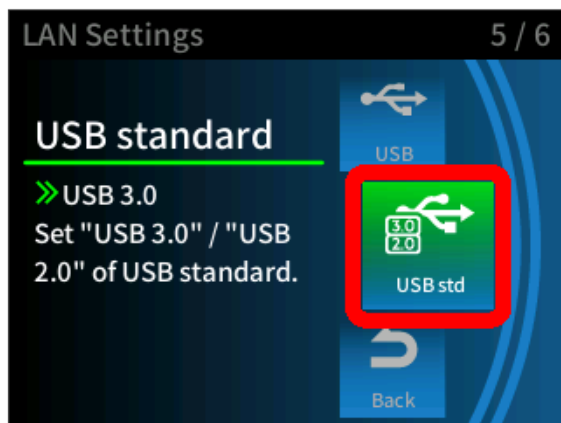 LAN Settings 5 / 6
USB standard
USB 3.0
Set "USB 3.0" / "USB
2.0" of USB standard.
USB
3.0
2.0
USB std
Back